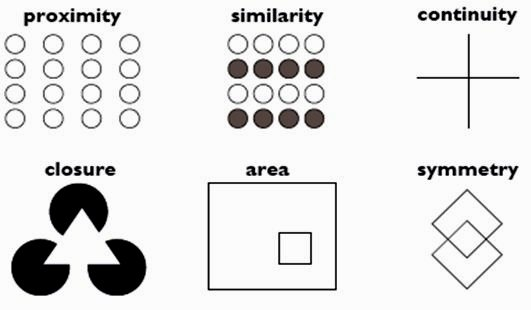 proximity
similarity
continuity
closure
area
symmetry